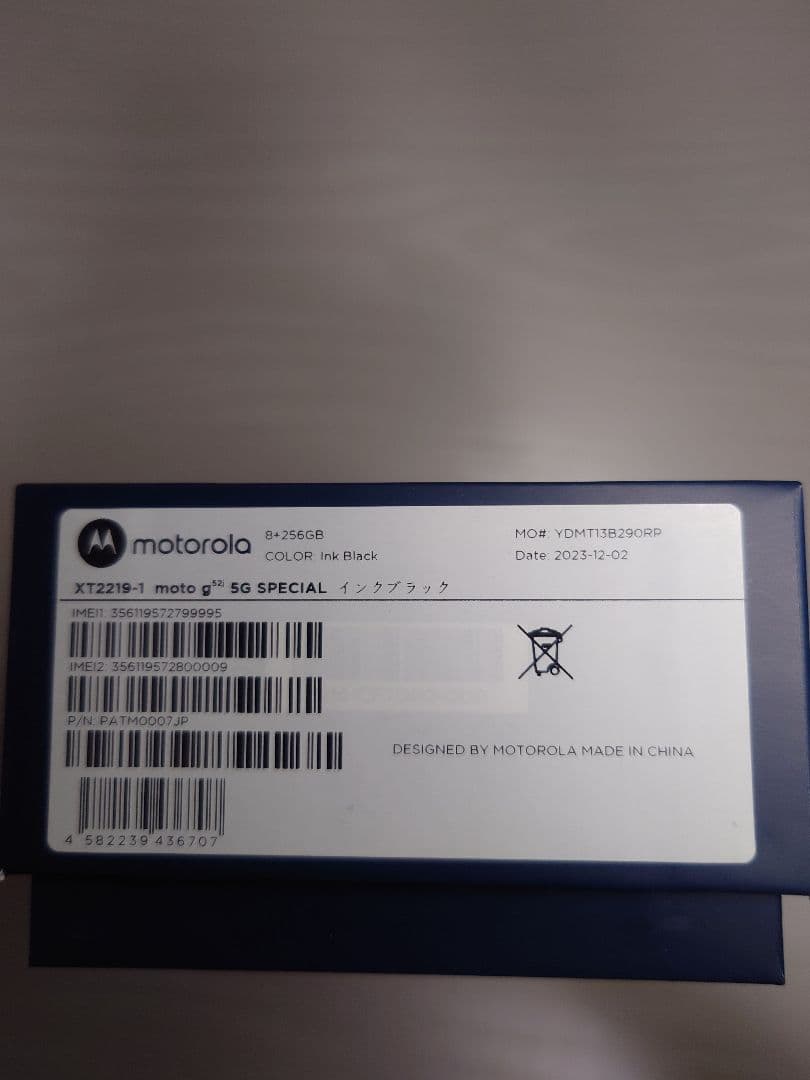 motorola
8+256GB
COLOR: Ink Black
MO#: YDMT13B290RP
Date: 2023-12-02
XT2219-1 moto g52j 5G SPECIAL インクブラック
IMEI1: 356119572799995
IMEI2: 356119572800009
P/N: PATM0007JP
DESIGNED BY MOTOROLA MADE IN CHINA
4 582239 436707